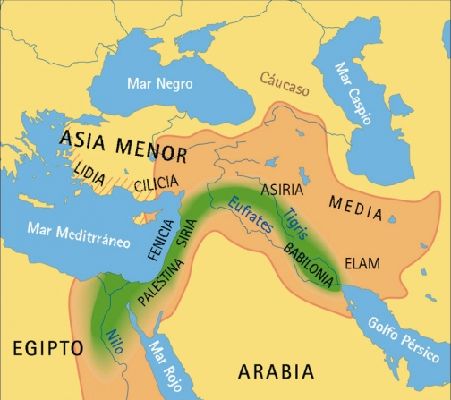 Mar Negro
Cáucaso
Mar Caspio
ASIA MENOR
LIDIA
CILICIA
ASIRIA
MEDIA
Mar Meditrráneo
FENICIA
SIRIA
Eufrates
Tigris
PALESTINA
BABILONIA
ELAM
EGIPTO
Nilo
Mar Rojo
ARABIA
Golfo Pérsico